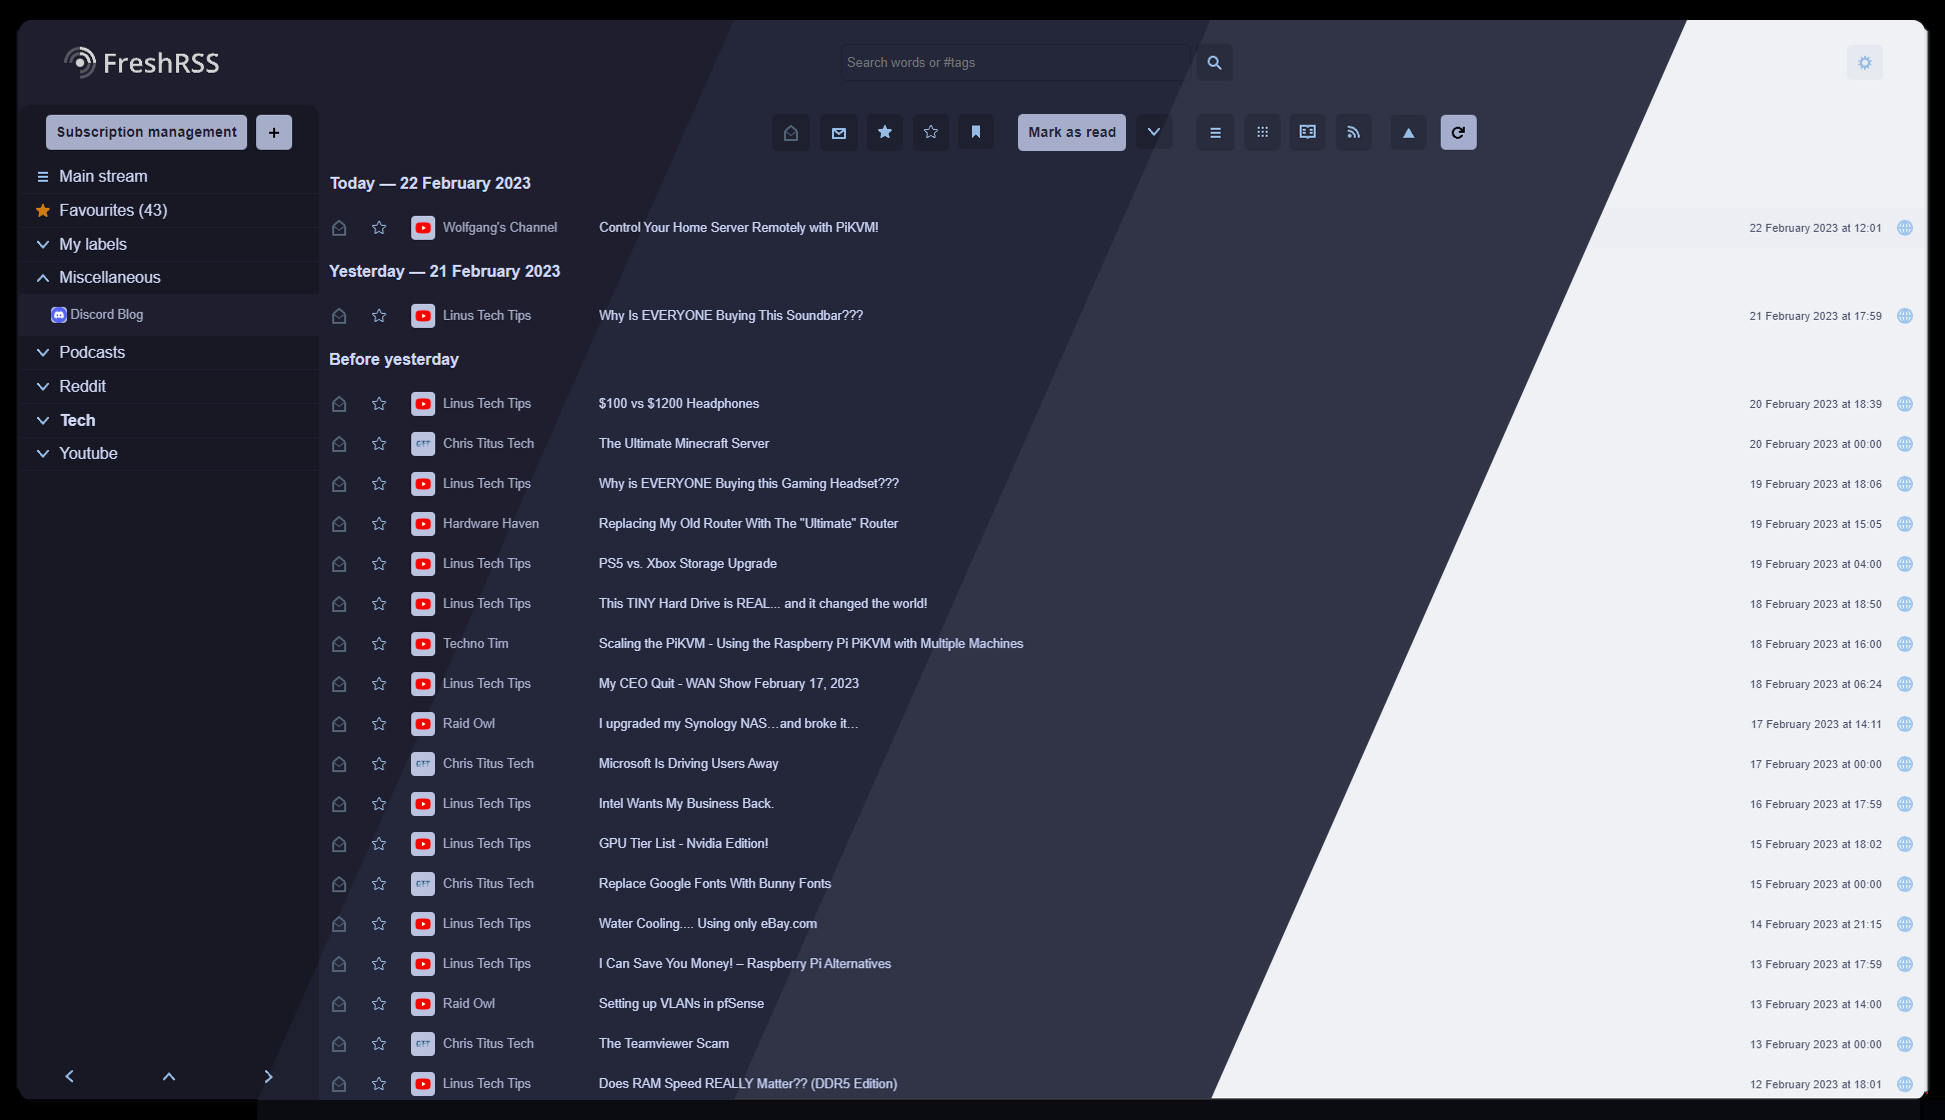 FreshRSS
Search words or #tags
Subscription management
+
Mark as read
Main stream
Favourites (43)
My labels
Miscellaneous
Discord Blog
Podcasts
Reddit
Tech
Youtube
Today — 22 February 2023
Wolfgang's Channel Control Your Home Server Remotely with PiKVM! 22 February 2023 at 12:01
Yesterday — 21 February 2023
Linus Tech Tips Why Is EVERYONE Buying This Soundbar??? 21 February 2023 at 17:59
Before yesterday
Linus Tech Tips $100 vs $1200 Headphones 20 February 2023 at 18:39
CTT Chris Titus Tech The Ultimate Minecraft Server 20 February 2023 at 00:00
Linus Tech Tips Why is EVERYONE Buying this Gaming Headset??? 19 February 2023 at 18:06
Hardware Haven Replacing My Old Router With The "Ultimate" Router 19 February 2023 at 15:05
Linus Tech Tips PS5 vs. Xbox Storage Upgrade 19 February 2023 at 04:00
Linus Tech Tips This TINY Hard Drive is REAL... and it changed the world! 18 February 2023 at 18:50
Techno Tim Scaling the PiKVM - Using the Raspberry Pi PiKVM with Multiple Machines 18 February 2023 at 16:00
Linus Tech Tips My CEO Quit - WAN Show February 17, 2023 18 February 2023 at 06:24
Raid Owl I upgraded my Synology NAS…and broke it… 17 February 2023 at 14:11
CTT Chris Titus Tech Microsoft Is Driving Users Away 17 February 2023 at 00:00
Linus Tech Tips Intel Wants My Business Back. 16 February 2023 at 17:59
Linus Tech Tips GPU Tier List - Nvidia Edition! 15 February 2023 at 18:02
CTT Chris Titus Tech Replace Google Fonts With Bunny Fonts 15 February 2023 at 00:00
Linus Tech Tips Water Cooling.... Using only eBay.com 14 February 2023 at 21:15
Linus Tech Tips I Can Save You Money! – Raspberry Pi Alternatives 13 February 2023 at 17:59
Raid Owl Setting up VLANs in pfSense 13 February 2023 at 14:00
CTT Chris Titus Tech The Teamviewer Scam 13 February 2023 at 00:00
Linus Tech Tips Does RAM Speed REALLY Matter?? (DDR5 Edition) 12 February 2023 at 18:01